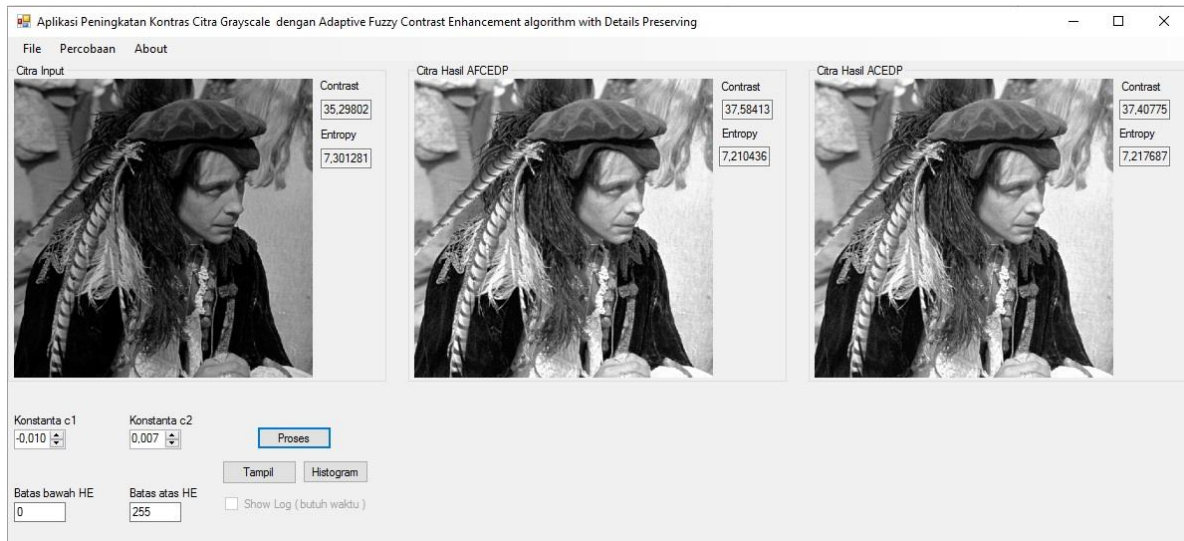 Aplikasi Peningkatan Kontras Citra Grayscale dengan Adaptive Fuzzy Contrast Enhancement algorithm with Details Preserving
File Percobaan About
Citra Input
Contrast
35,29802
Entropy
7,301281
Citra Hasil AFCEDP
Contrast
37,58413
Entropy
7,210436
Citra Hasil ACEDP
Contrast
37,40775
Entropy
7,217687
Konstanta c1
-0,010
Konstanta c2
0,007
Proses
Tampil
Histogram
Batas bawah HE
0
Batas atas HE
255
Show Log ( butuh waktu )